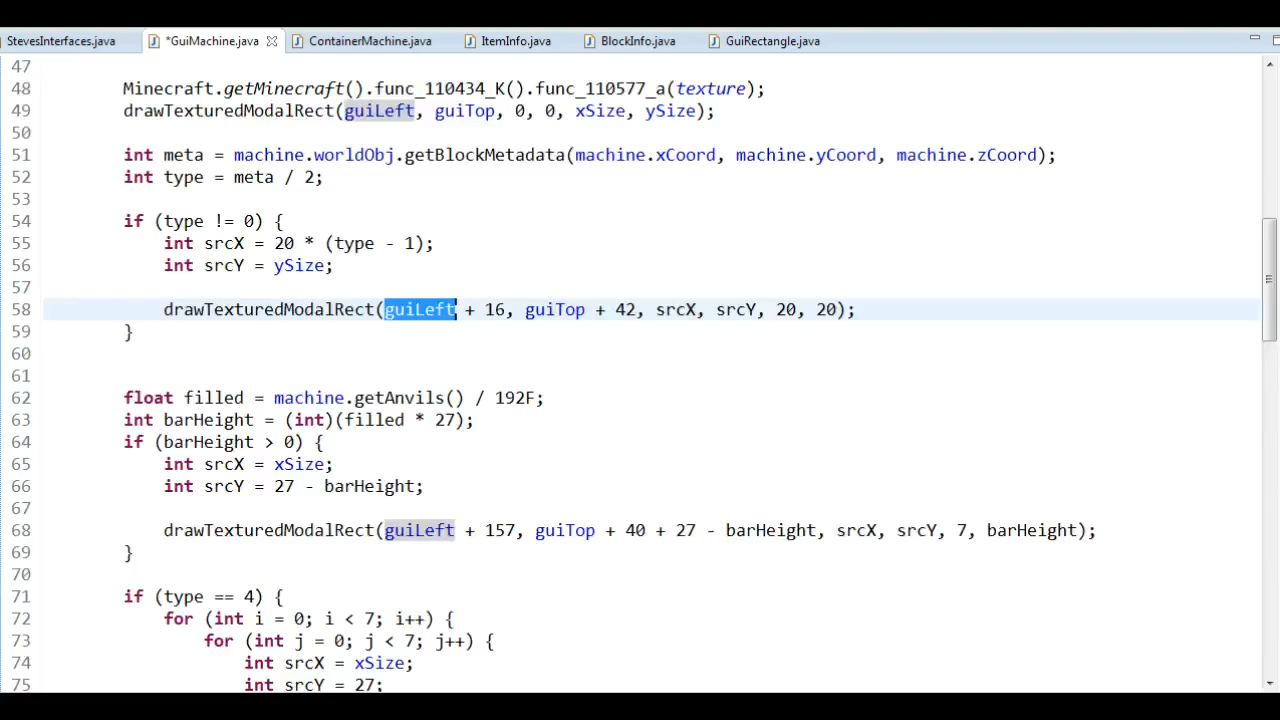 StevesInterfaces.java *GuiMachine.java ContainerMachine.java ItemInfo.java BlockInfo.java GuiRectangle.java
47
48 Minecraft.getMinecraft().func_110434_K().func_110577_a(texture);
49 drawTexturedModalRect(guiLeft, guiTop, 0, 0, xSize, ySize);
50
51 int meta = machine.worldObj.getBlockMetadata(machine.xCoord, machine.yCoord, machine.zCoord);
52 int type = meta / 2;
53
54 if (type != 0) {
55 int srcX = 20 * (type - 1);
56 int srcY = ySize;
57
58 drawTexturedModalRect(guiLeft + 16, guiTop + 42, srcX, srcY, 20, 20);
59 }
60
61
62 float filled = machine.getAnvils() / 192F;
63 int barHeight = (int)(filled * 27);
64 if (barHeight > 0) {
65 int srcX = xSize;
66 int srcY = 27 - barHeight;
67
68 drawTexturedModalRect(guiLeft + 157, guiTop + 40 + 27 - barHeight, srcX, srcY, 7, barHeight);
69 }
70
71 if (type == 4) {
72 for (int i = 0; i < 7; i++) {
73 for (int j = 0; j < 7; j++) {
74 int srcX = xSize;
75 int srcY = 27;